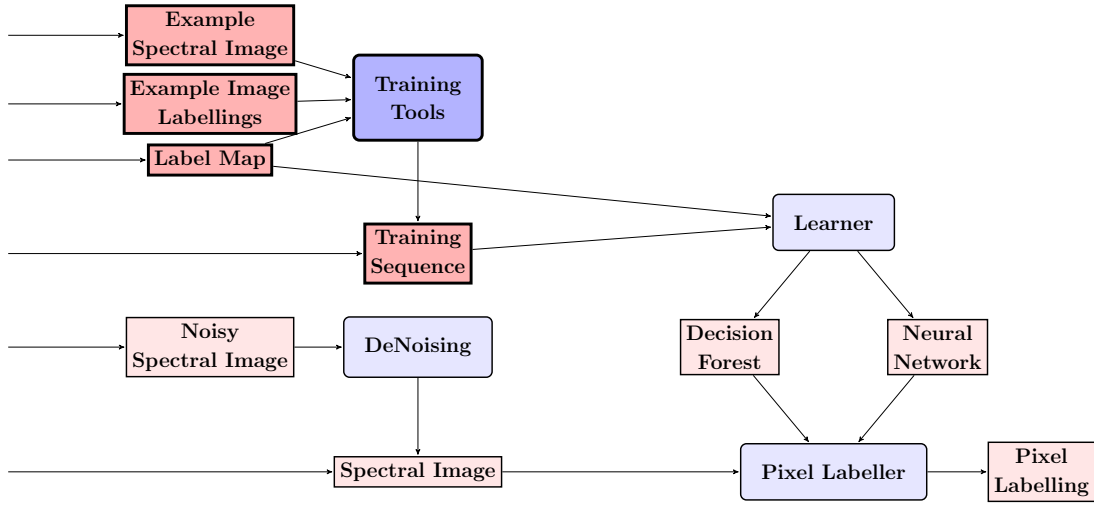 Example
Spectral Image
Training
Tools
Example Image
Labellings
Label Map
Learner
Training
Sequence
Noisy
Spectral Image
DeNoising
Decision
Forest
Neural
Network
Spectral Image
Pixel Labeller
Pixel
Labelling